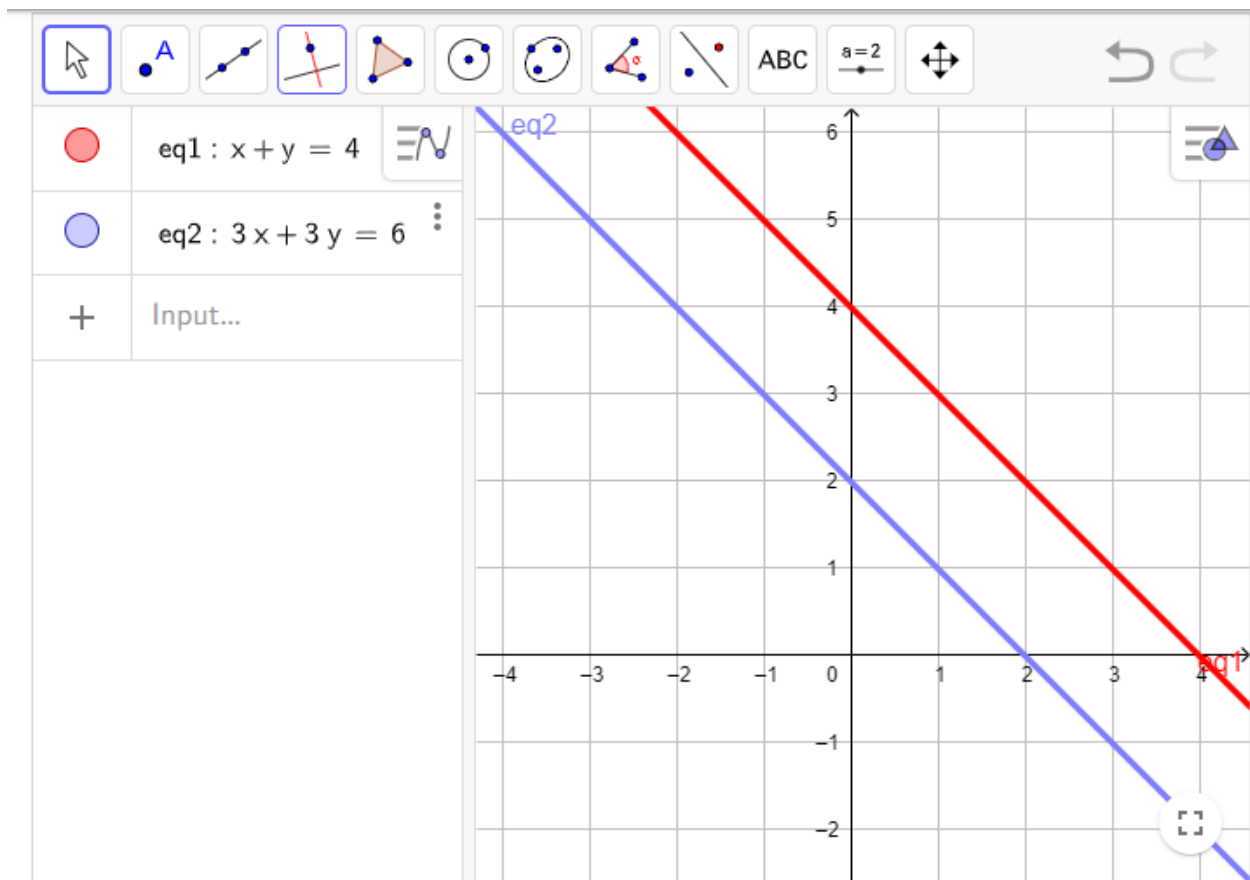 A
α
ABC
a=2
eq1 : x + y = 4
eq2 : 3 x + 3 y = 6
+ Input...
eq2
6
5
4
3
2
1
–4 –3 –2 –1 0 1 2 3 4
eq1
–1
–2